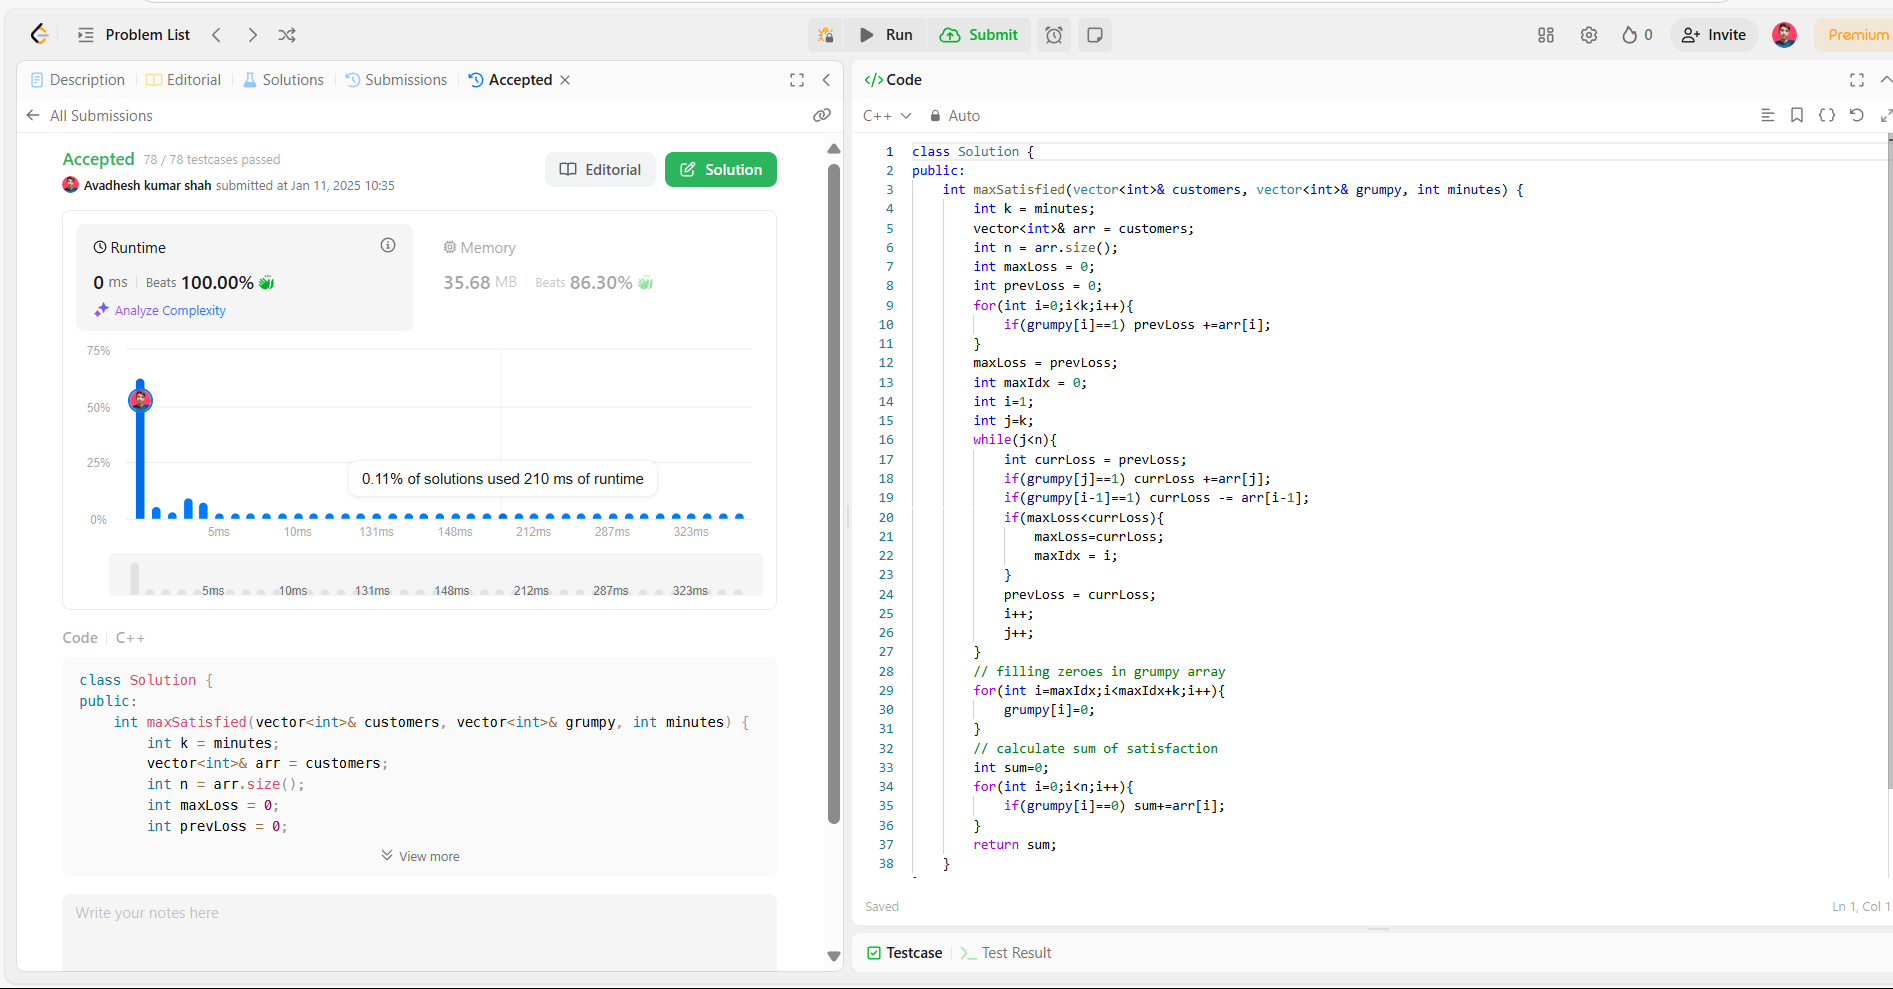 Problem List
Run
Submit
0
Invite
Premium
Description
Editorial
Solutions
Submissions
Accepted
All Submissions
Accepted 78 / 78 testcases passed
Avadhesh kumar shah submitted at Jan 11, 2025 10:35
Editorial
Solution
Runtime
0 ms Beats 100.00%
Analyze Complexity
Memory
35.68 MB Beats 86.30%
75%
50%
25%
0%
0.11% of solutions used 210 ms of runtime
5ms 10ms 131ms 148ms 212ms 287ms 323ms
5ms 10ms 131ms 148ms 212ms 287ms 323ms
Code C++
class Solution {
public:
    int maxSatisfied(vector<int>& customers, vector<int>& grumpy, int minutes) {
        int k = minutes;
        vector<int>& arr = customers;
        int n = arr.size();
        int maxLoss = 0;
        int prevLoss = 0;
View more
Write your notes here
</> Code
C++ Auto
1 class Solution {
2 public:
3     int maxSatisfied(vector<int>& customers, vector<int>& grumpy, int minutes) {
4         int k = minutes;
5         vector<int>& arr = customers;
6         int n = arr.size();
7         int maxLoss = 0;
8         int prevLoss = 0;
9         for(int i=0;i<k;i++){
10             if(grumpy[i]==1) prevLoss +=arr[i];
11         }
12         maxLoss = prevLoss;
13         int maxIdx = 0;
14         int i=1;
15         int j=k;
16         while(j<n){
17             int currLoss = prevLoss;
18             if(grumpy[j]==1) currLoss +=arr[j];
19             if(grumpy[i-1]==1) currLoss -= arr[i-1];
20             if(maxLoss<currLoss){
21                 maxLoss=currLoss;
22                 maxIdx = i;
23             }
24             prevLoss = currLoss;
25             i++;
26             j++;
27         }
28         // filling zeroes in grumpy array
29         for(int i=maxIdx;i<maxIdx+k;i++){
30             grumpy[i]=0;
31         }
32         // calculate sum of satisfaction
33         int sum=0;
34         for(int i=0;i<n;i++){
35             if(grumpy[i]==0) sum+=arr[i];
36         }
37         return sum;
38     }
Saved
Ln 1, Col 1
Testcase
>_ Test Result